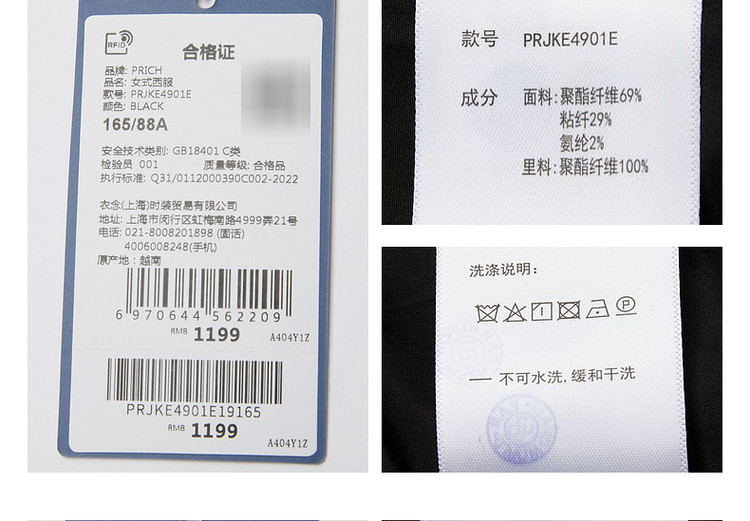 RFID
合格证
品牌: PRICH
品名: 女式西服
款号: PRJKE4901E
颜色: BLACK
165/88A
安全技术类别: GB18401 C类
检验员 001 质量等级: 合格品
执行标准: Q31/0112000390C002-2022
衣念(上海)时装贸易有限公司
地址: 上海市闵行区虹梅南路4999弄21号
电话: 021-8008201898 (固话)
4006008248(手机)
原产地: 越南
6 970644 562209
RMB 1199 A404Y1Z
PRJKE4901E19165
RMB 1199
A404Y1Z
款号 PRJKE4901E
成分 面料: 聚酯纤维69%
粘纤29%
氨纶2%
里料: 聚酯纤维100%
洗涤说明:
P
— 不可水洗, 缓和干洗